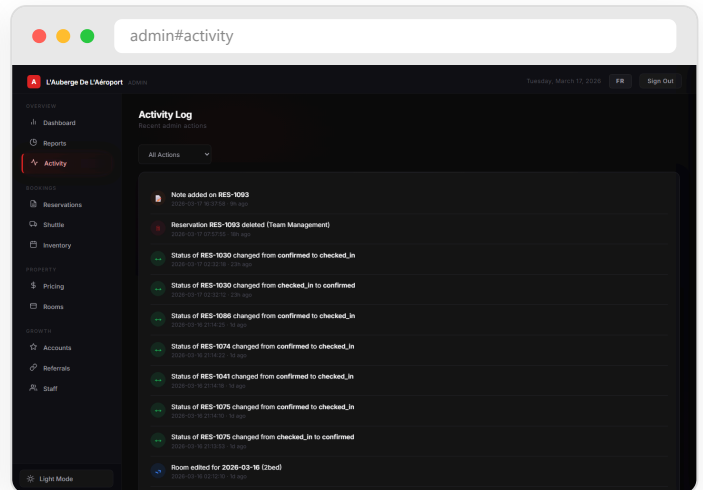 admin#activity
A L'Auberge De L'Aéroport ADMIN
Tuesday, March 17, 2026 FR Sign Out
OVERVIEW
Dashboard
Reports
Activity
BOOKINGS
Reservations
Shuttle
Inventory
PROPERTY
Pricing
Rooms
GROWTH
Accounts
Referrals
Staff
Light Mode
Activity Log
Recent admin actions
All Actions
Note added on RES-1093
Reservation RES-1093 deleted (Team Management)
Status of RES-1030 changed from confirmed to checked_in
Status of RES-1030 changed from checked_in to confirmed
Status of RES-1086 changed from confirmed to checked_in
Status of RES-1074 changed from confirmed to checked_in
Status of RES-1041 changed from confirmed to checked_in
Status of RES-1075 changed from confirmed to checked_in
Status of RES-1075 changed from checked_in to confirmed
Room edited for 2026-03-16 (2bed)